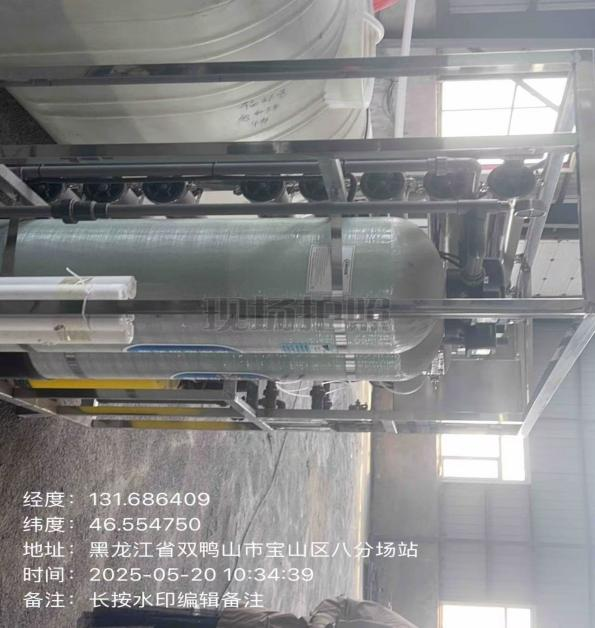 现场拍照
经度：131.686409
纬度：46.554750
地址：黑龙江省双鸭山市宝山区八分场站
时间：2025-05-20 10:34:39
备注：长按水印编辑备注